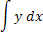 ∫ y dx